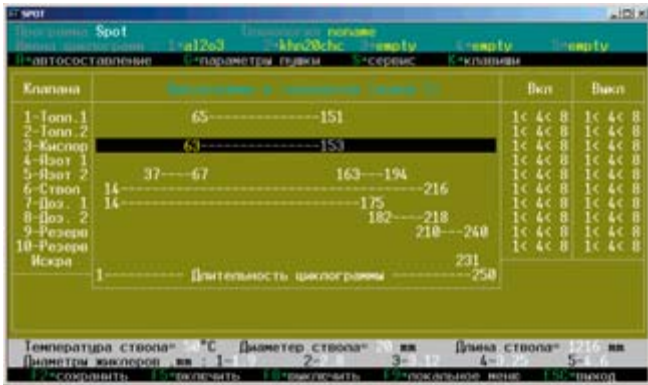 SPOT
Программа Spot Технология noname
Имена циклограмм 1-al2o3 2-khn20chc 3-empty 4-empty 5-empty
A-автосоставление G-параметры пушки S-сервис K-клавиши
Клапана Вкл Выкл
1-Топл.1 65 151 1< 4< 8 1< 4< 8
2-Топл.2 1< 4< 8 1< 4< 8
3-Кислор 63 153 1< 4< 8 1< 4< 8
4-Азот 1 1< 4< 8 1< 4< 8
5-Азот 2 37 67 163 194 1< 4< 8 1< 4< 8
6-Ствол 14 216 1< 4< 8 1< 4< 8
7-Доз. 1 14 175 1< 4< 8 1< 4< 8
8-Доз. 2 182 218 1< 4< 8 1< 4< 8
9-Резерв 210 240 1< 4< 8 1< 4< 8
10-Резерв 1< 4< 8 1< 4< 8
Искра 231
1 Длительность циклограммы 250
Температура ствола= °C Диаметр ствола= 20 мм Длина ствола= 1216 мм
Диаметры жиклеров мм : 1- 2- 3- 4- 5-
F2-сохранить F5-включить F8-выключить F9-локальное меню ESC-выход